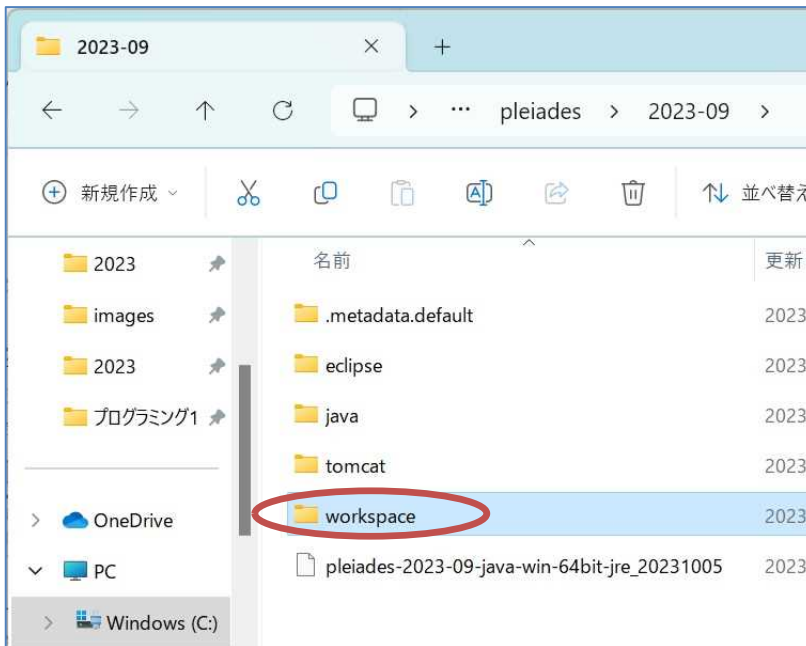 2023-09
pleiades > 2023-09 >
新規作成
並べ替え
2023
images
2023
プログラミング1
OneDrive
PC
Windows (C:)
名前
更新
.metadata.default
2023
eclipse
2023
java
2023
tomcat
2023
workspace
2023
pleiades-2023-09-java-win-64bit-jre_20231005
2023